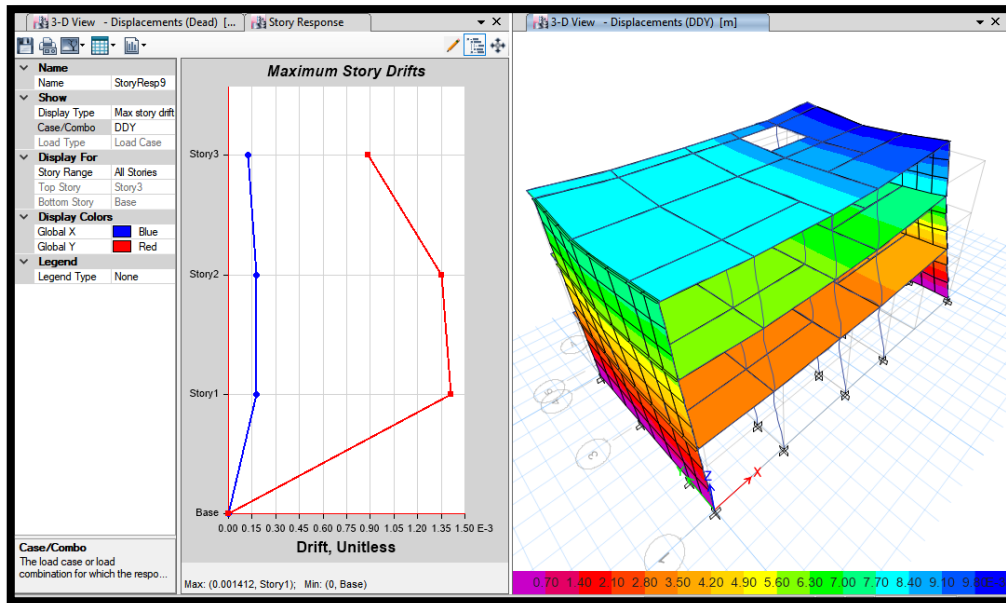 3-D View - Displacements (Dead) [...
Story Response
Name
Name StoryResp9
Show
Display Type Max story drift
Case/Combo DDY
Load Type Load Case
Display For
Story Range All Stories
Top Story Story3
Bottom Story Base
Display Colors
Global X Blue
Global Y Red
Legend
Legend Type None
Case/Combo
The load case or load
combination for which the respo...
Maximum Story Drifts
Story3
Story2
Story1
Base
0.00 0.15 0.30 0.45 0.60 0.75 0.90 1.05 1.20 1.35 1.50 E-3
Drift, Unitless
Max: (0.001412, Story1); Min: (0, Base)
3-D View - Displacements (DDY) [m]
X
Z
0.70 1.40 2.10 2.80 3.50 4.20 4.90 5.60 6.30 7.00 7.70 8.40 9.10